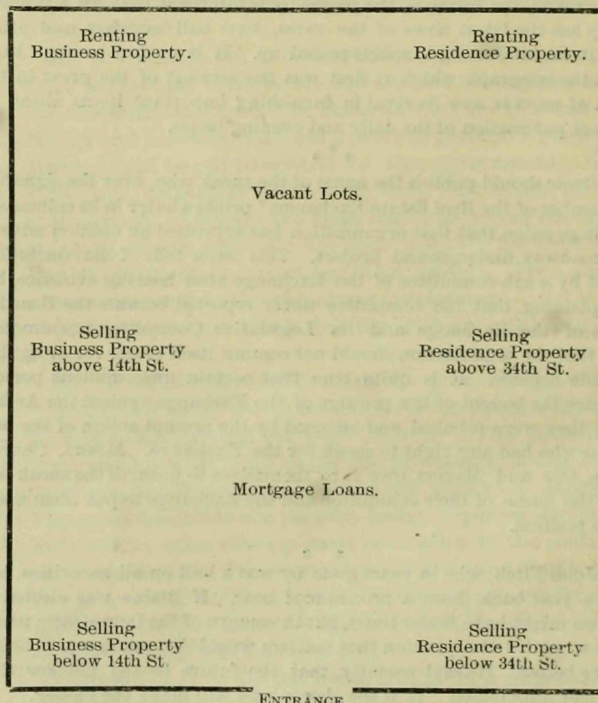 Renting
Business Property.
Renting
Residence Property.
Vacant Lots.
Selling
Business Property
above 14th St.
Selling
Residence Property
above 34th St.
Mortgage Loans.
Selling
Business Property
below 14th St.
Selling
Residence Property
below 34th St.
ENTRANCE